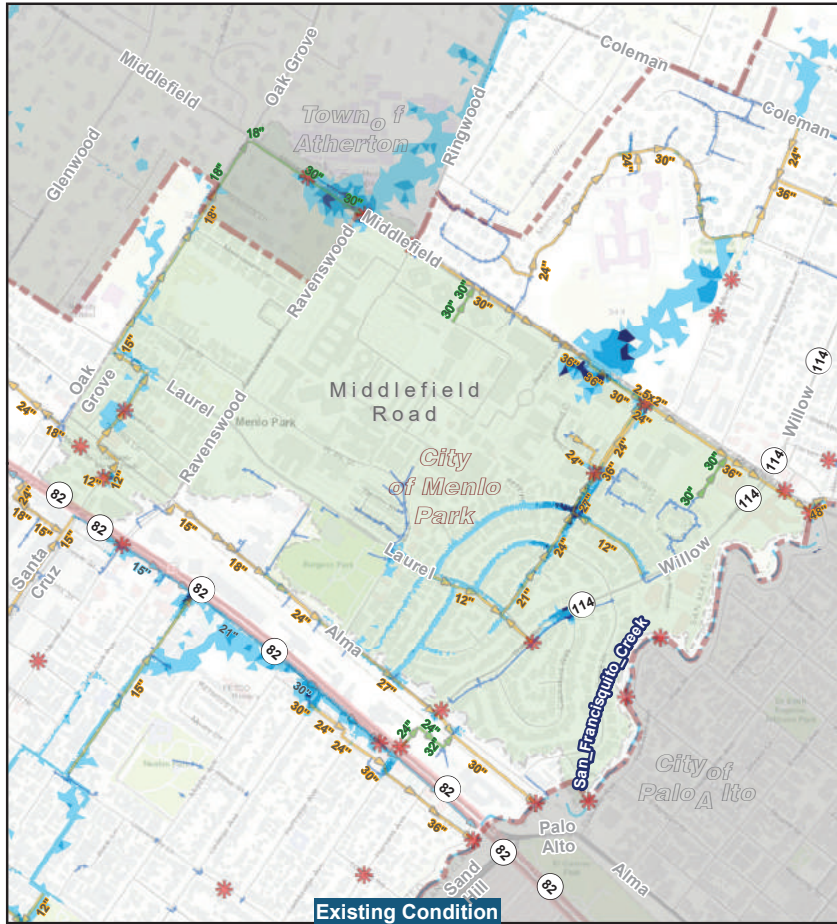 Middlefield
Oak Grove
Coleman
Coleman
Glenwood
18"
18"
18"
Town of
Atherton
Ringwood
30"
30"
Ravenswood
Middlefield
24"
30"
24"
36"
24"
30"
30"
30"
15"
Oak
Grove
Laurel
Ravenswood
Menlo Park
Middlefield
Road
36"
36"
30"
2.5x2"
24"
114
Willow
24"
18"
12"
12"
City
of Menlo
Park
24"
24"
36"
27"
30"
30"
36"
114
114
48"
82
82
24"
18"
15"
15"
Santa
Cruz
15"
15"
18"
24"
Laurel
12"
24"
21"
12"
Willow
114
82
21"
82
15"
Alma
27"
30"
30"
24"
24"
30"
24"
24"
32"
30"
36"
82
San_Francisquito_Creek
City of
Palo Alto
Palo
Alto
Alma
82
82
Sand
Hill
12"
Existing Condition